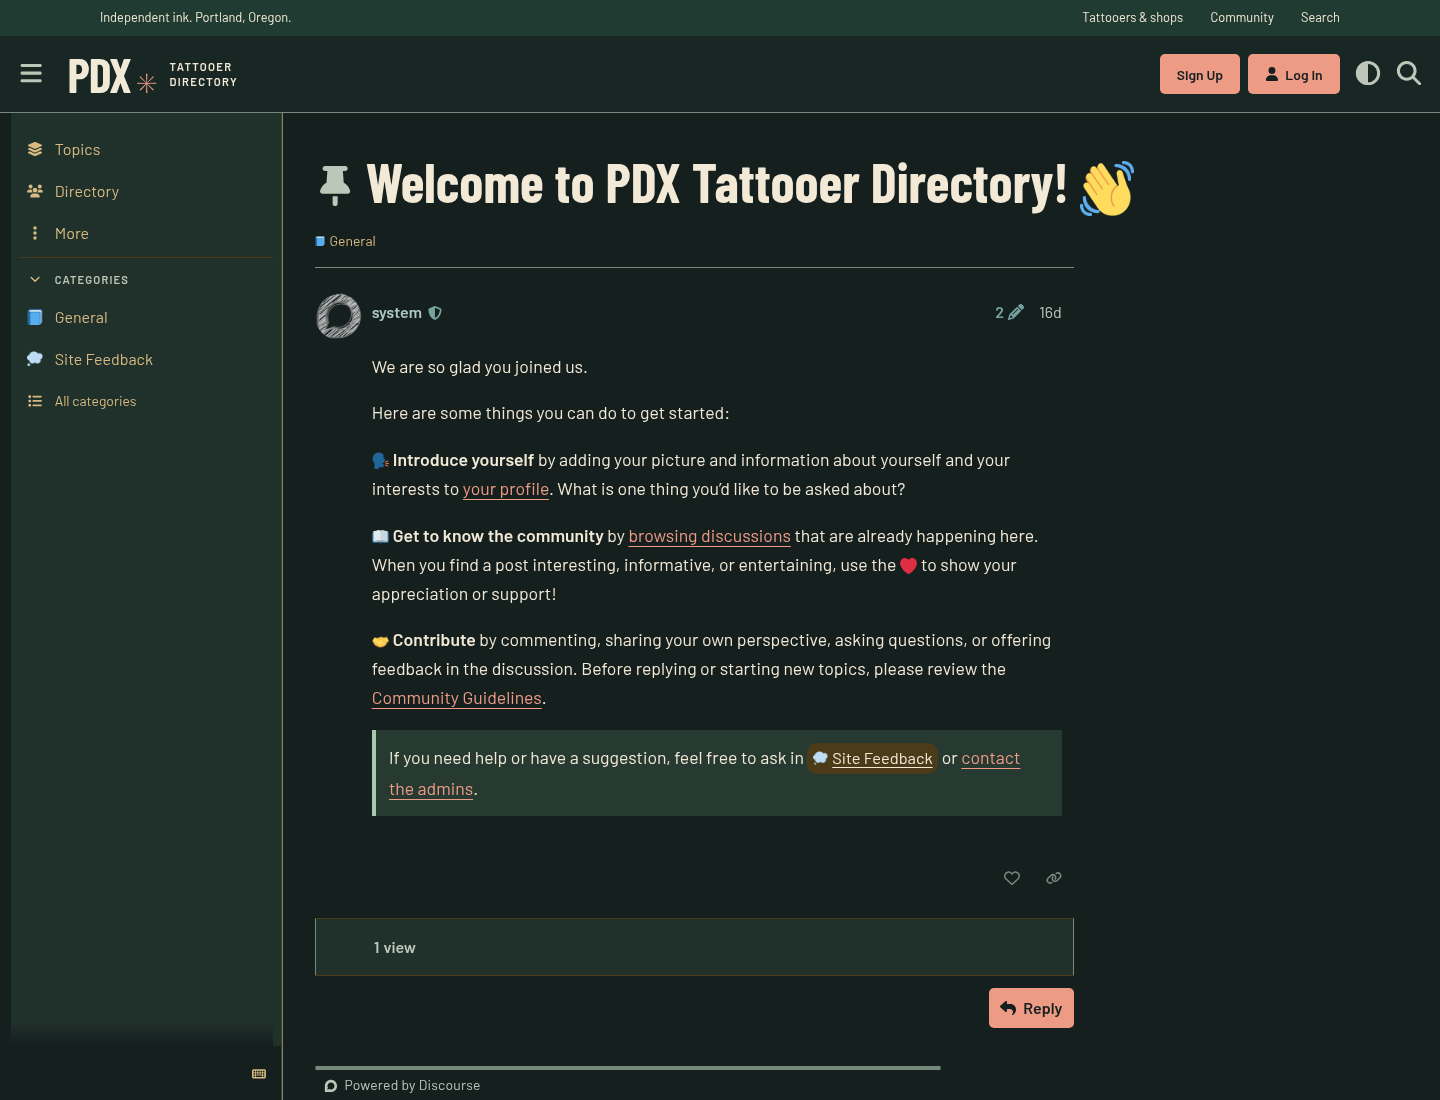 Independent ink. Portland, Oregon.
Tattooers & shops
Community
Search
PDX
TATTOOER
DIRECTORY
Sign Up
Log In
Topics
Directory
More
CATEGORIES
General
Site Feedback
All categories
Welcome to PDX Tattooer Directory!
General
system
2
16d
We are so glad you joined us.
Here are some things you can do to get started:
Introduce yourself by adding your picture and information about yourself and your
interests to your profile. What is one thing you’d like to be asked about?
Get to know the community by browsing discussions that are already happening here.
When you find a post interesting, informative, or entertaining, use the to show your
appreciation or support!
Contribute by commenting, sharing your own perspective, asking questions, or offering
feedback in the discussion. Before replying or starting new topics, please review the
Community Guidelines.
If you need help or have a suggestion, feel free to ask in Site Feedback or contact
the admins.
1 view
Reply
Powered by Discourse